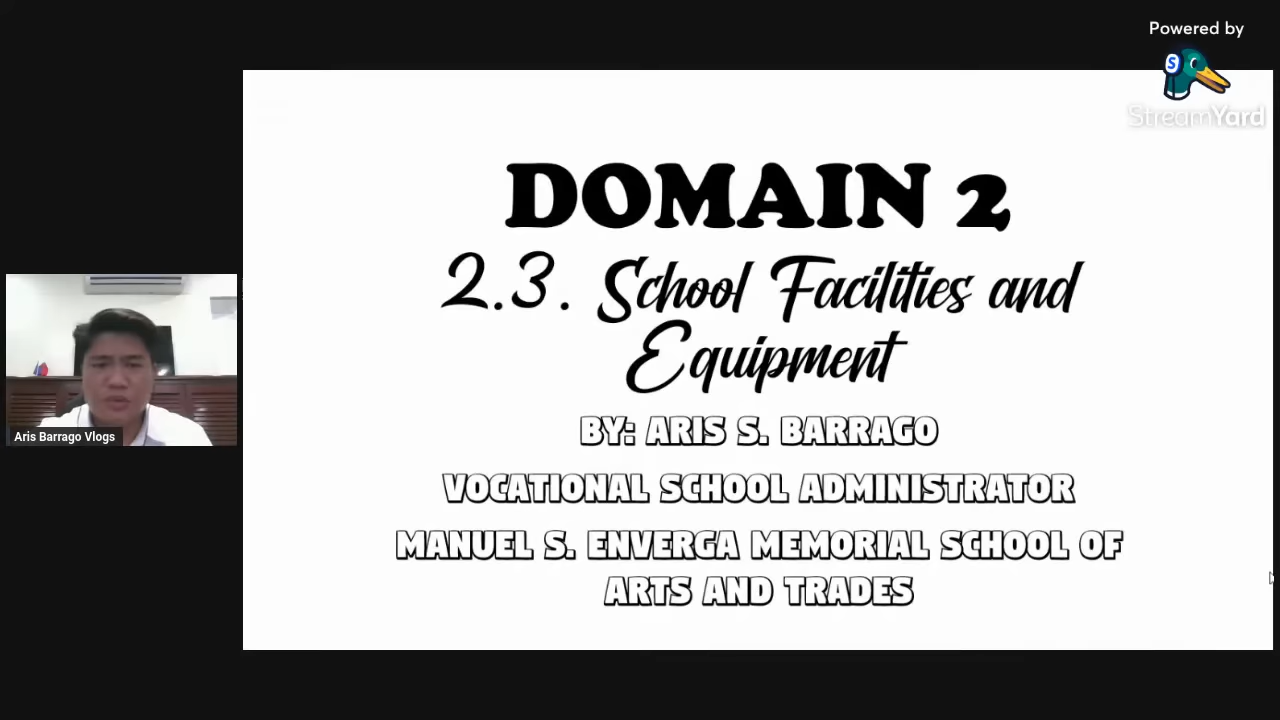 Powered by
S
StreamYard
DOMAIN 2
2.3. School Facilities and
Equipment
BY: ARIS S. BARRAGO
VOCATIONAL SCHOOL ADMINISTRATOR
MANUEL S. ENVERGA MEMORIAL SCHOOL OF
ARTS AND TRADES
Aris Barrago Vlogs